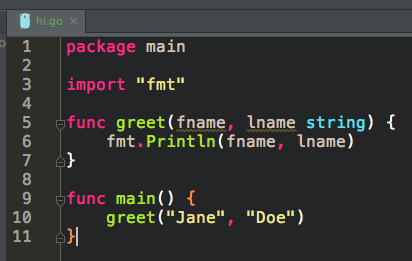 hi.go
1 package main
2
3 import "fmt"
4
5 func greet(fname, lname string) {
6     fmt.Println(fname, lname)
7 }
8
9 func main() {
10     greet("Jane", "Doe")
11 }